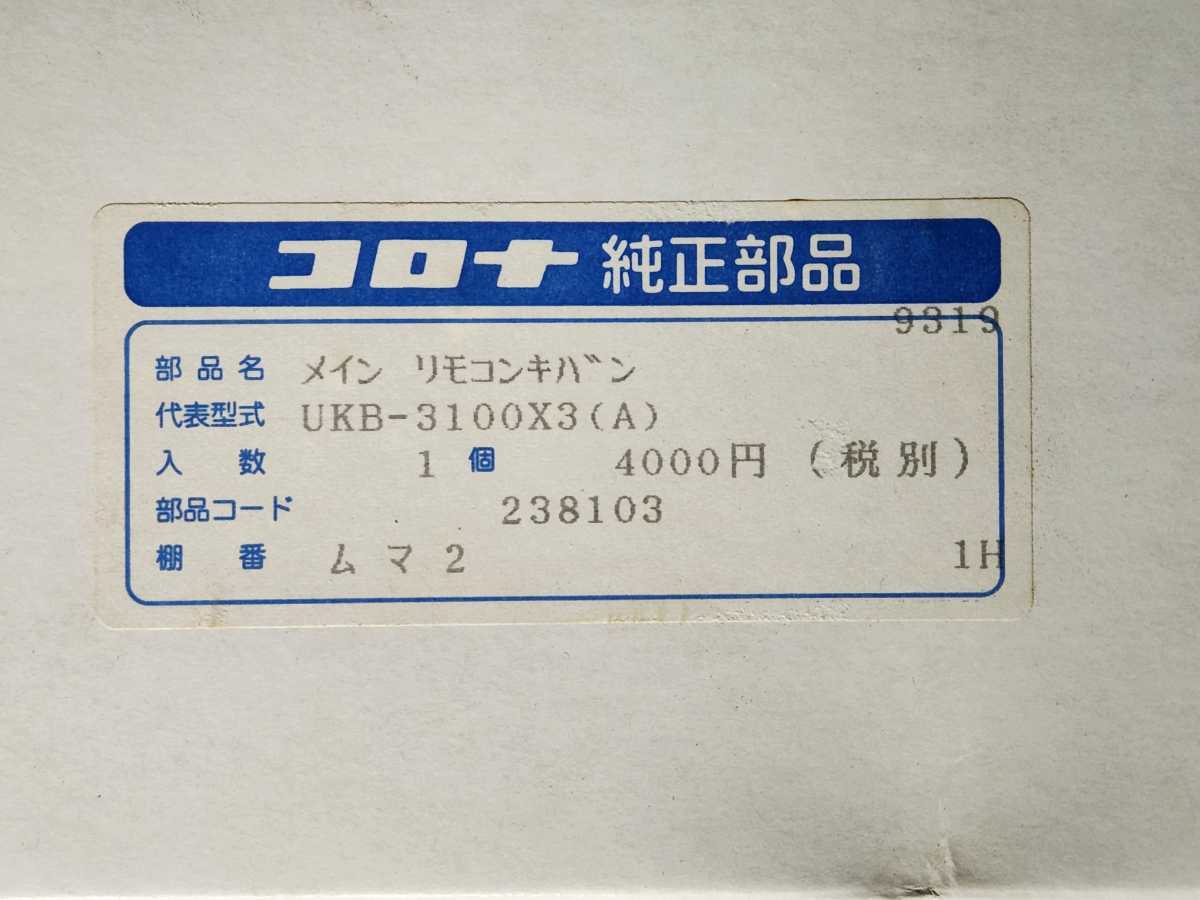 コロナ 純正部品
9319
部品名 メイン リモコンキバン
代表型式 UKB-3100X3(A)
入数 1 個 4000円 (税別)
部品コード 238103
棚番 ムマ2 1H